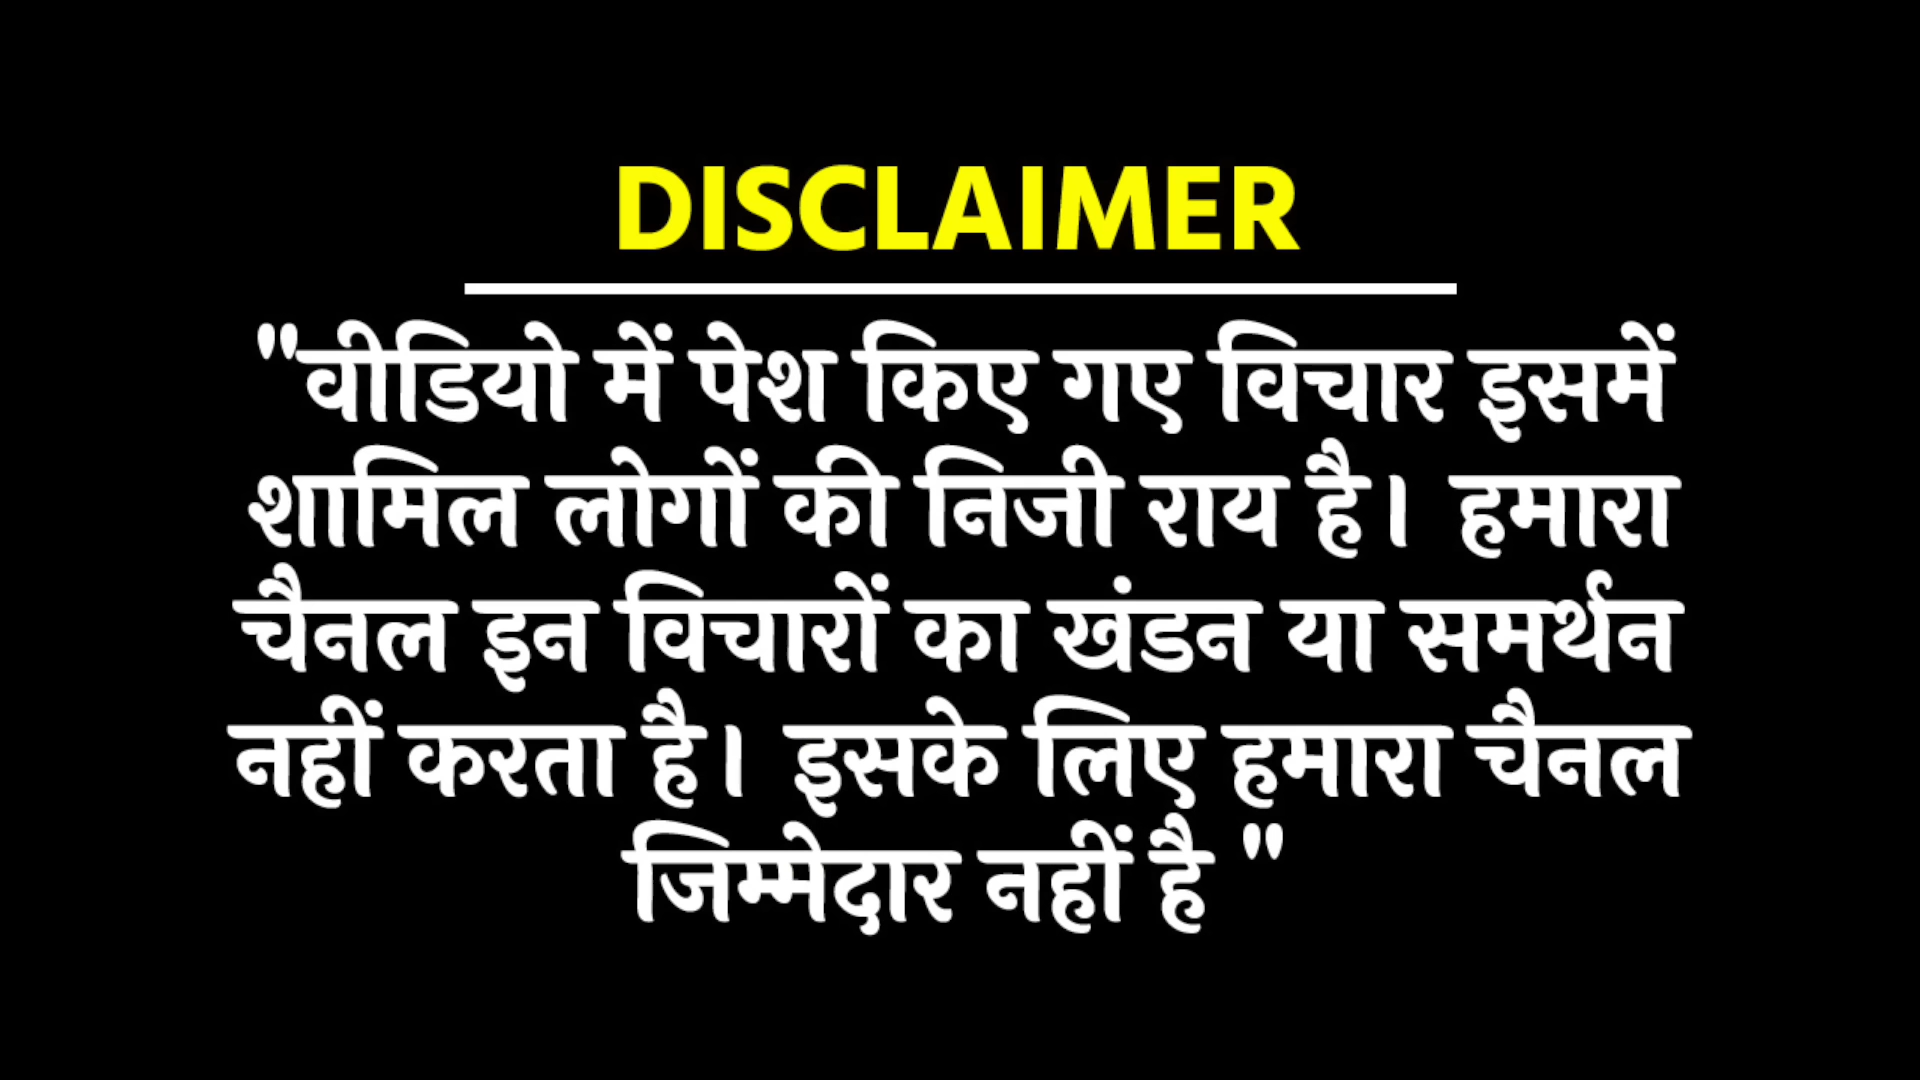 DISCLAIMER
"वीडियो में पेश किए गए विचार इसमें
शामिल लोगों की निजी राय है। हमारा
चैनल इन विचारों का खंडन या समर्थन
नहीं करता है। इसके लिए हमारा चैनल
जिम्मेदार नहीं है "